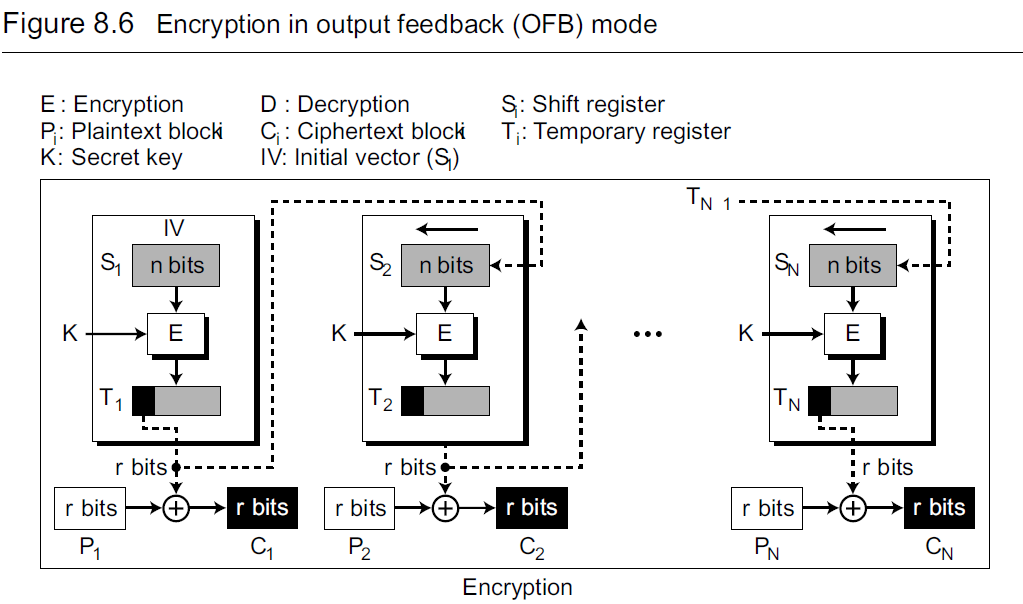 Figure 8.6 Encryption in output feedback (OFB) mode
E : Encryption D : Decryption Si: Shift register
Pi: Plaintext block i Ci : Ciphertext block i Ti : Temporary register
K: Secret key IV: Initial vector (S1)
TN 1
IV
S1 n bits S2 n bits SN n bits
K E K E ••• K E
T1 T2 TN
r bits r bits r bits
r bits + r bits r bits + r bits r bits + r bits
P1 C1 P2 C2 PN CN
Encryption